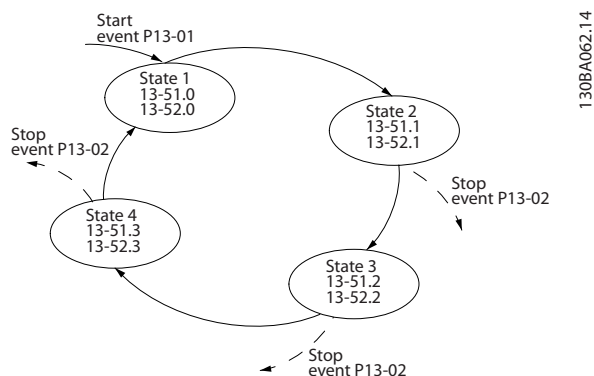 Start
event P13-01
State 1
13-51.0
13-52.0
State 2
13-51.1
13-52.1
Stop
event P13-02
State 3
13-51.2
13-52.2
Stop
event P13-02
State 4
13-51.3
13-52.3
Stop
event P13-02
130BA062.14